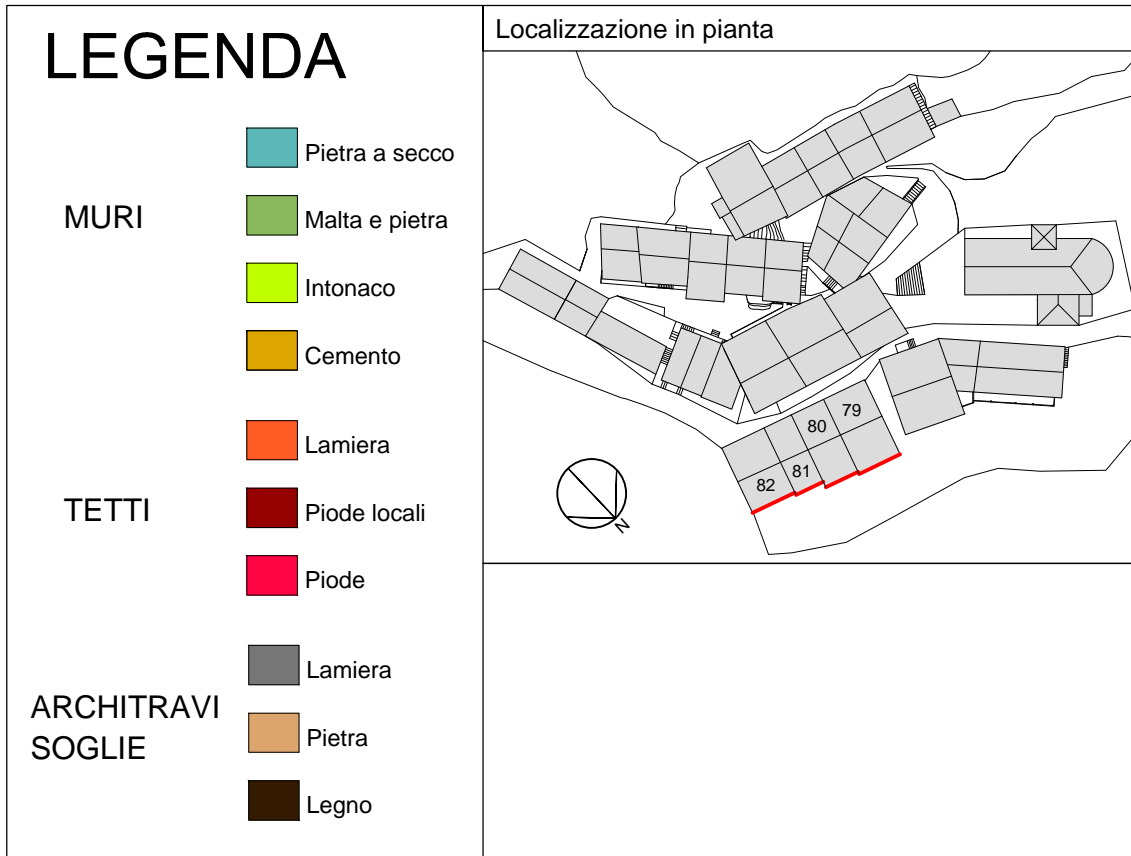 LEGENDA
MURI
Pietra a secco
Malta e pietra
Intonaco
Cemento
TETTI
Lamiera
Piode locali
Piode
ARCHITRAVI
SOGLIE
Lamiera
Pietra
Legno
Localizzazione in pianta
79
80
81
82
N